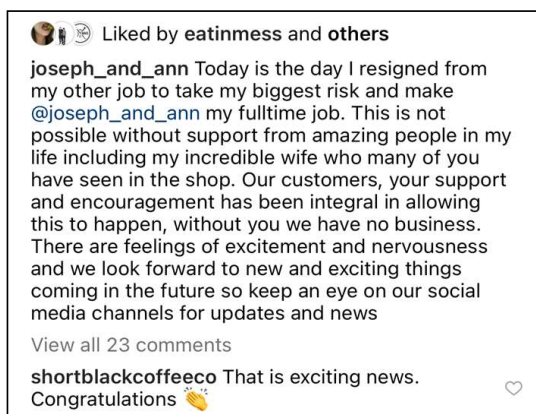 Liked by eatinmess and others
joseph_and_ann Today is the day I resigned from
my other job to take my biggest risk and make
@joseph_and_ann my fulltime job. This is not
possible without support from amazing people in my
life including my incredible wife who many of you
have seen in the shop. Our customers, your support
and encouragement has been integral in allowing
this to happen, without you we have no business.
There are feelings of excitement and nervousness
and we look forward to new and exciting things
coming in the future so keep an eye on our social
media channels for updates and news
View all 23 comments
shortblackcoffeeco That is exciting news.
Congratulations 👏